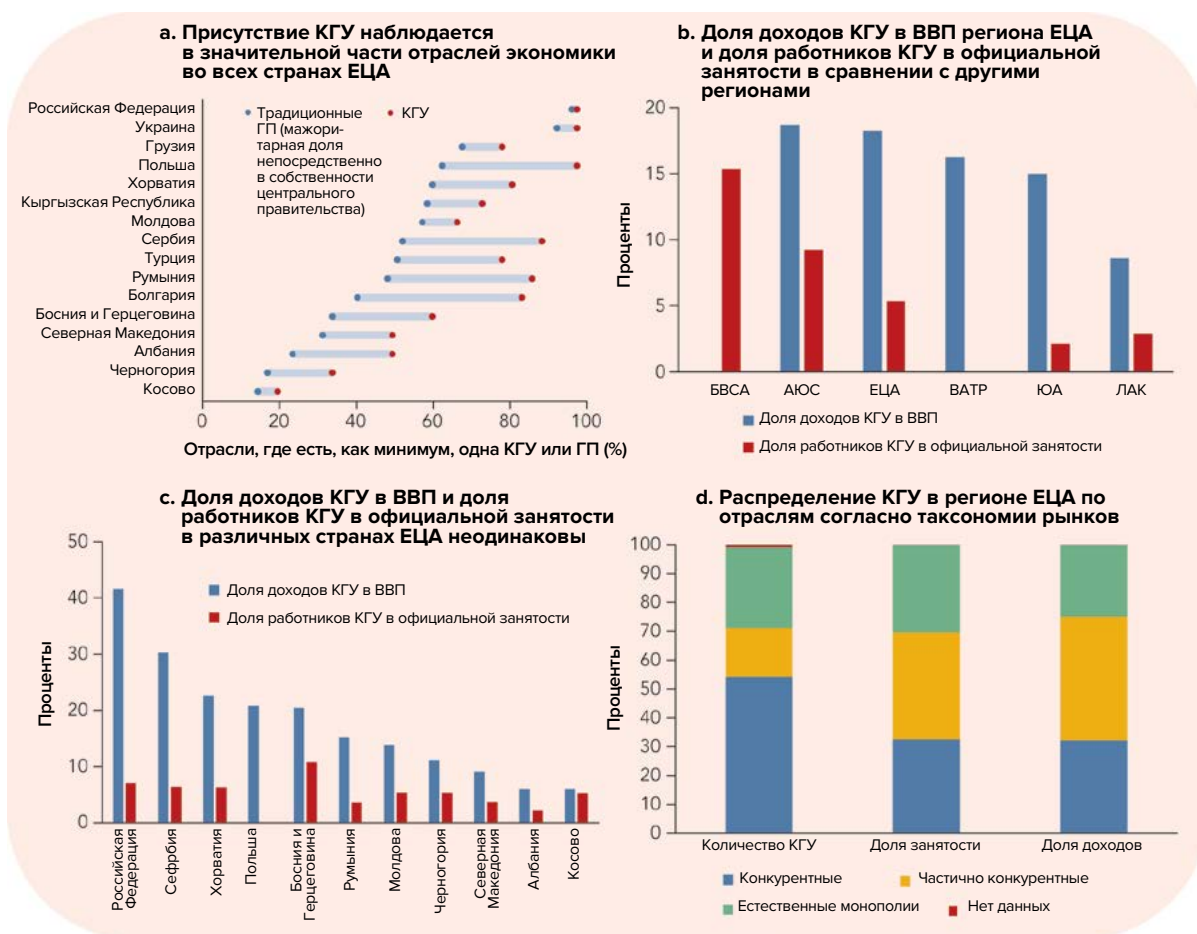 a. Присутствие КГУ наблюдается
в значительной части отраслей экономики
во всех странах ЕЦА
Российская Федерация
Украина
Грузия
Польша
Хорватия
Кыргызская Республика
Молдова
Сербия
Турция
Румыния
Болгария
Босния и Герцеговина
Северная Македония
Албания
Черногория
Косово
Традиционные
ГП (мажори-
тарная доля
непосредственно
в собственности
центрального
правительства)
КГУ
0 20 40 60 80 100
Отрасли, где есть, как минимум, одна КГУ или ГП (%)
b. Доля доходов КГУ в ВВП региона ЕЦА
и доля работников КГУ в официальной
занятости в сравнении с другими
регионами
Проценты
20
15
10
5
0
БВСА АЮС ЕЦА ВАТР ЮА ЛАК
Доля доходов КГУ в ВВП
Доля работников КГУ в официальной занятости
c. Доля доходов КГУ в ВВП и доля
работников КГУ в официальной занятости
в различных странах ЕЦА неодинаковы
Проценты
50
40
30
20
10
0
Доля доходов КГУ в ВВП
Доля работников КГУ в официальной занятости
Российская
Федерация
Сефрбия
Хорватия
Польша
Босния и
Герцеговина
Румыния
Молдова
Черногория
Северная
Македония
Албания
Косово
d. Распределение КГУ в регионе ЕЦА по
отраслям согласно таксономии рынков
Проценты
100
90
80
70
60
50
40
30
20
10
0
Количество КГУ Доля занятости Доля доходов
Конкурентные Частично конкурентные
Естественные монополии Нет данных